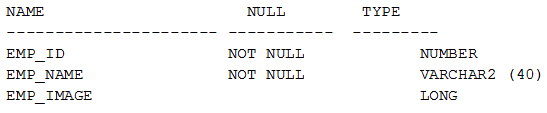 NAME NULL TYPE
--------------------- ----------- ---------
EMP_ID NOT NULL NUMBER
EMP_NAME NOT NULL VARCHAR2 (40)
EMP_IMAGE LONG